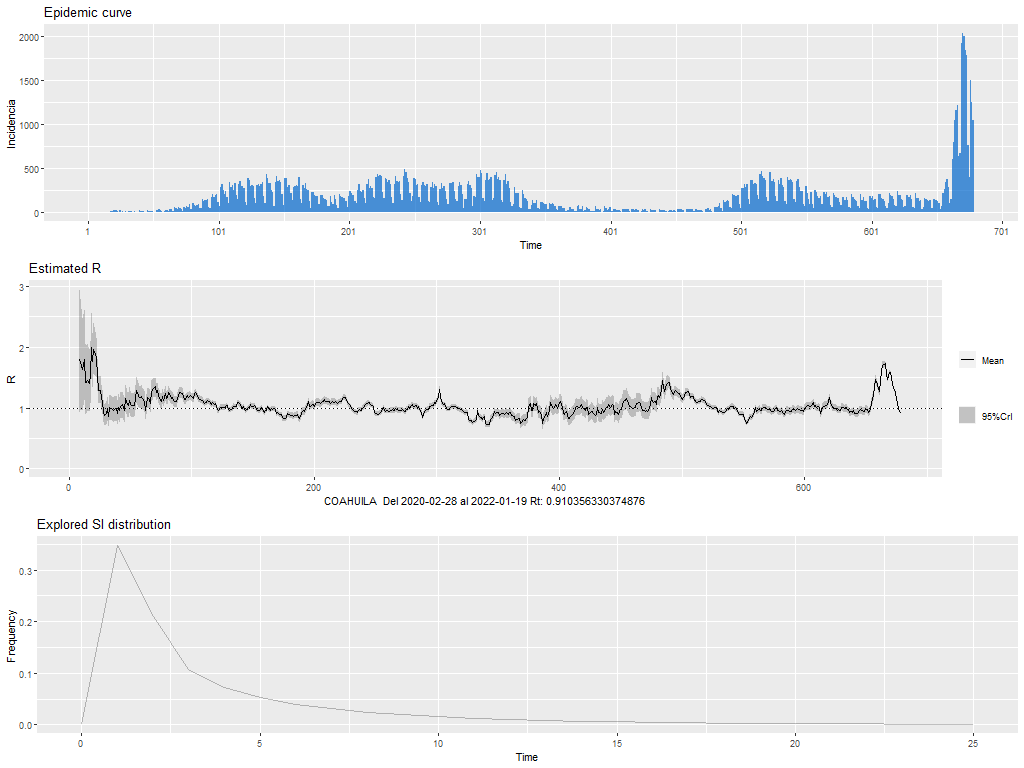 Epidemic curve
2000
1500
1000
500
0
Incidencia
1 101 201 301 401 501 601 701
Time
Estimated R
3
2
1
0
R
Mean
95%CrI
0 200 400 600
COAHUILA Del 2020-02-28 al 2022-01-19 Rt: 0.910356330374876
Explored SI distribution
0.3
0.2
0.1
0.0
Frequency
0 5 10 15 20 25
Time